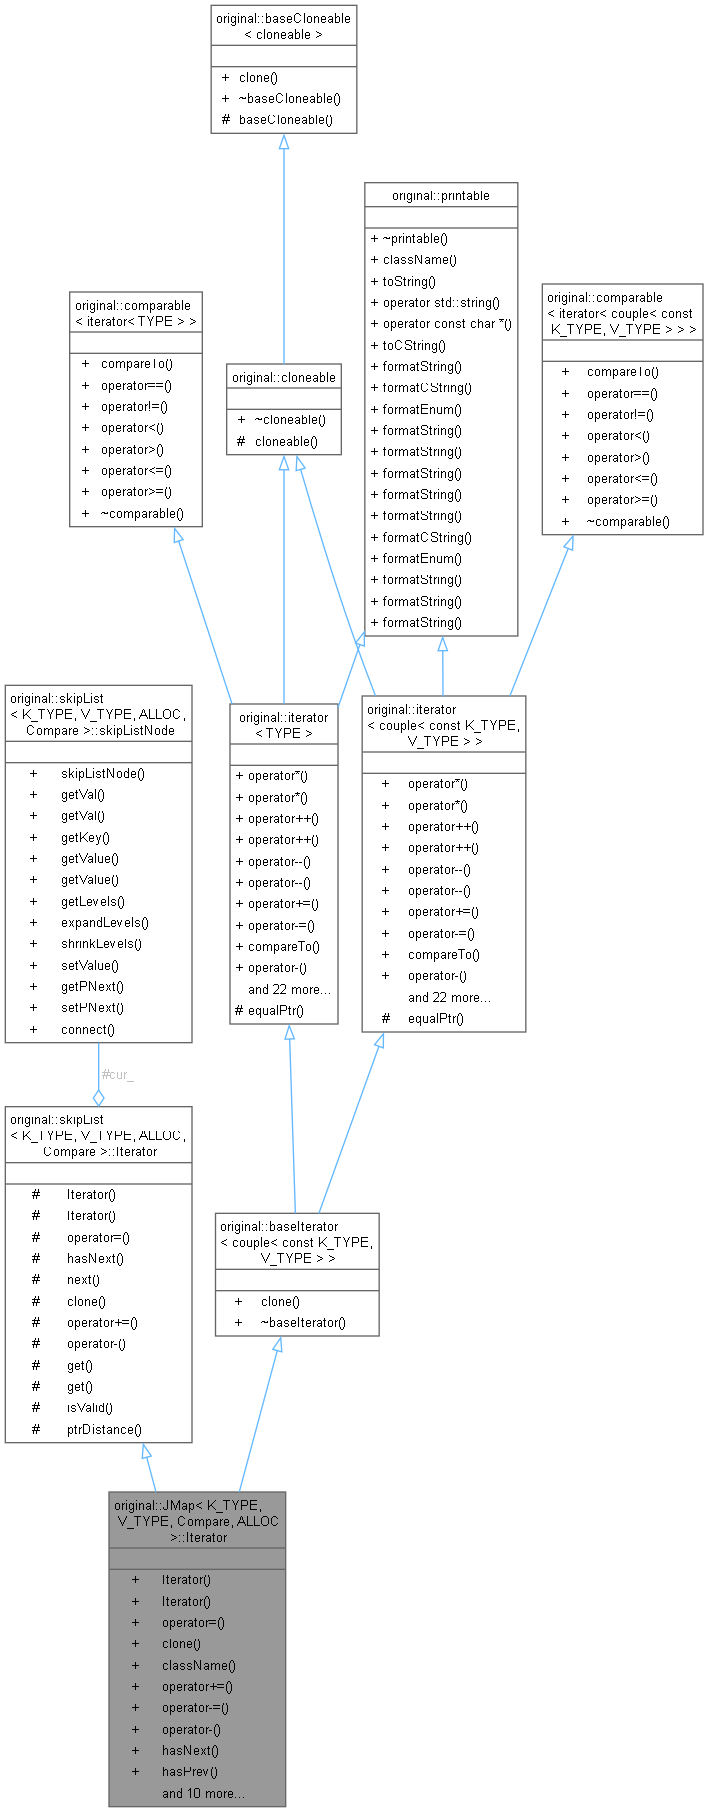 original::baseCloneable
< cloneable >
+ clone()
+ ~baseCloneable()
# baseCloneable()
original::printable
+ ~printable()
+ className()
+ toString()
+ operator std::string()
+ operator const char *()
+ toCString()
+ formatString()
+ formatCString()
+ formatEnum()
+ formatString()
+ formatString()
+ formatString()
+ formatString()
+ formatString()
+ formatCString()
+ formatEnum()
+ formatString()
+ formatString()
+ formatString()
original::comparable
< iterator< TYPE > >
+ compareTo()
+ operator==()
+ operator!=()
+ operator<()
+ operator>()
+ operator<=()
+ operator>=()
+ ~comparable()
original::cloneable
+ ~cloneable()
# cloneable()
original::comparable
< iterator< couple< const
K_TYPE, V_TYPE > > >
+ compareTo()
+ operator==()
+ operator!=()
+ operator<()
+ operator>()
+ operator<=()
+ operator>=()
+ ~comparable()
original::skipList
< K_TYPE, V_TYPE, ALLOC,
Compare >::skipListNode
+ skipListNode()
+ getVal()
+ getVal()
+ getKey()
+ getValue()
+ getValue()
+ getLevels()
+ expandLevels()
+ shrinkLevels()
+ setValue()
+ getPNext()
+ setPNext()
+ connect()
original::iterator
< TYPE >
+ operator*()
+ operator*()
+ operator++()
+ operator++()
+ operator--()
+ operator--()
+ operator+=()
+ operator-=()
+ compareTo()
+ operator-()
and 22 more...
# equalPtr()
original::iterator
< couple< const K_TYPE,
V_TYPE > >
+ operator*()
+ operator*()
+ operator++()
+ operator++()
+ operator--()
+ operator--()
+ operator+=()
+ operator-=()
+ compareTo()
+ operator-()
and 22 more...
# equalPtr()
#cur_
original::skipList
< K_TYPE, V_TYPE, ALLOC,
Compare >::Iterator
# Iterator()
# Iterator()
# operator=()
# hasNext()
# next()
# clone()
# operator+=()
# operator-()
# get()
# get()
# isValid()
# ptrDistance()
original::baseIterator
< couple< const K_TYPE,
V_TYPE > >
+ clone()
+ ~baseIterator()
original::JMap< K_TYPE,
V_TYPE, Compare, ALLOC
>::Iterator
+ Iterator()
+ Iterator()
+ operator=()
+ clone()
+ className()
+ operator+=()
+ operator-=()
+ operator-()
+ hasNext()
+ hasPrev()
and 10 more...